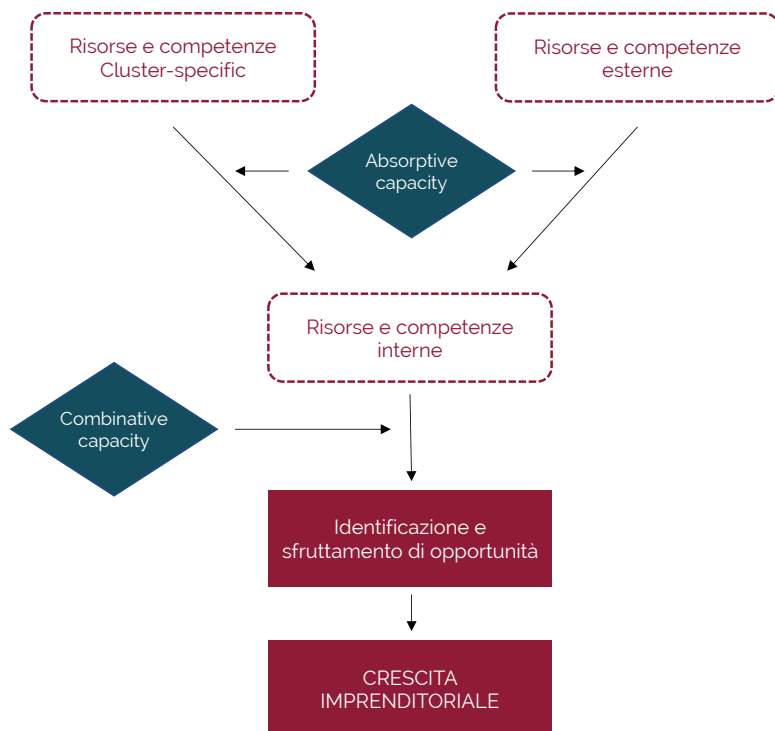 Risorse e competenze
Cluster-specific
Risorse e competenze
esterne
Absorptive
capacity
Risorse e competenze
interne
Combinative
capacity
Identificazione e
sfruttamento di opportunità
CRESCITA
IMPRENDITORIALE